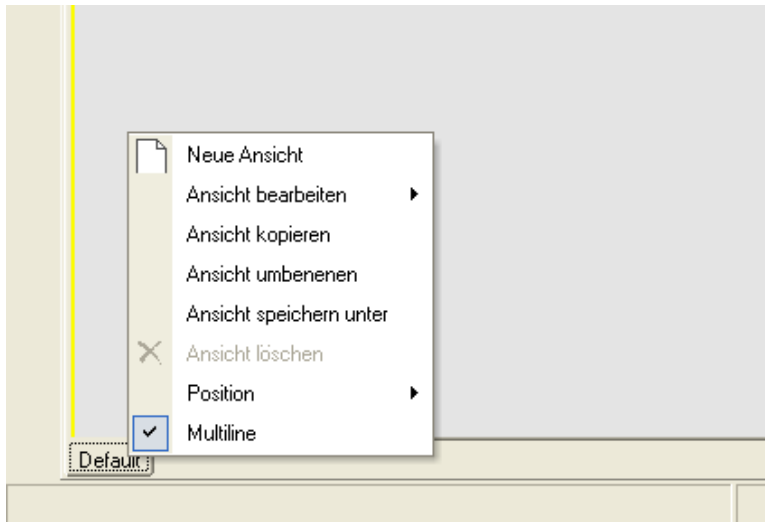 Neue Ansicht
Ansicht bearbeiten
Ansicht kopieren
Ansicht umbenenen
Ansicht speichern unter
Ansicht löschen
Position
Multiline
Default